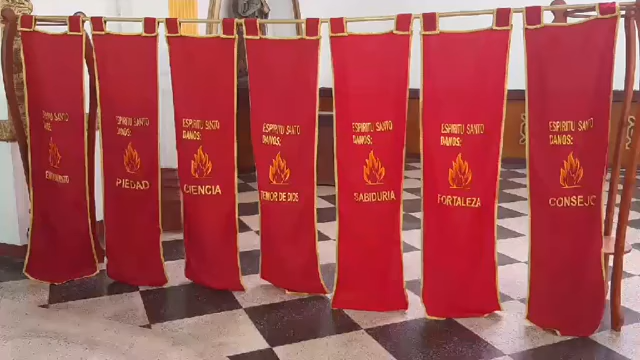 ESPIRITU SANTO
DANOS:
PIEDAD
ESPIRITU SANTO
DANOS:
CIENCIA
ESPIRITU SANTO
DANOS:
TEMOR DE DIOS
ESPIRITU SANTO
DANOS:
SABIDURIA
ESPIRITU SANTO
DANOS:
FORTALEZA
ESPIRITU SANTO
DANOS:
CONSEJO